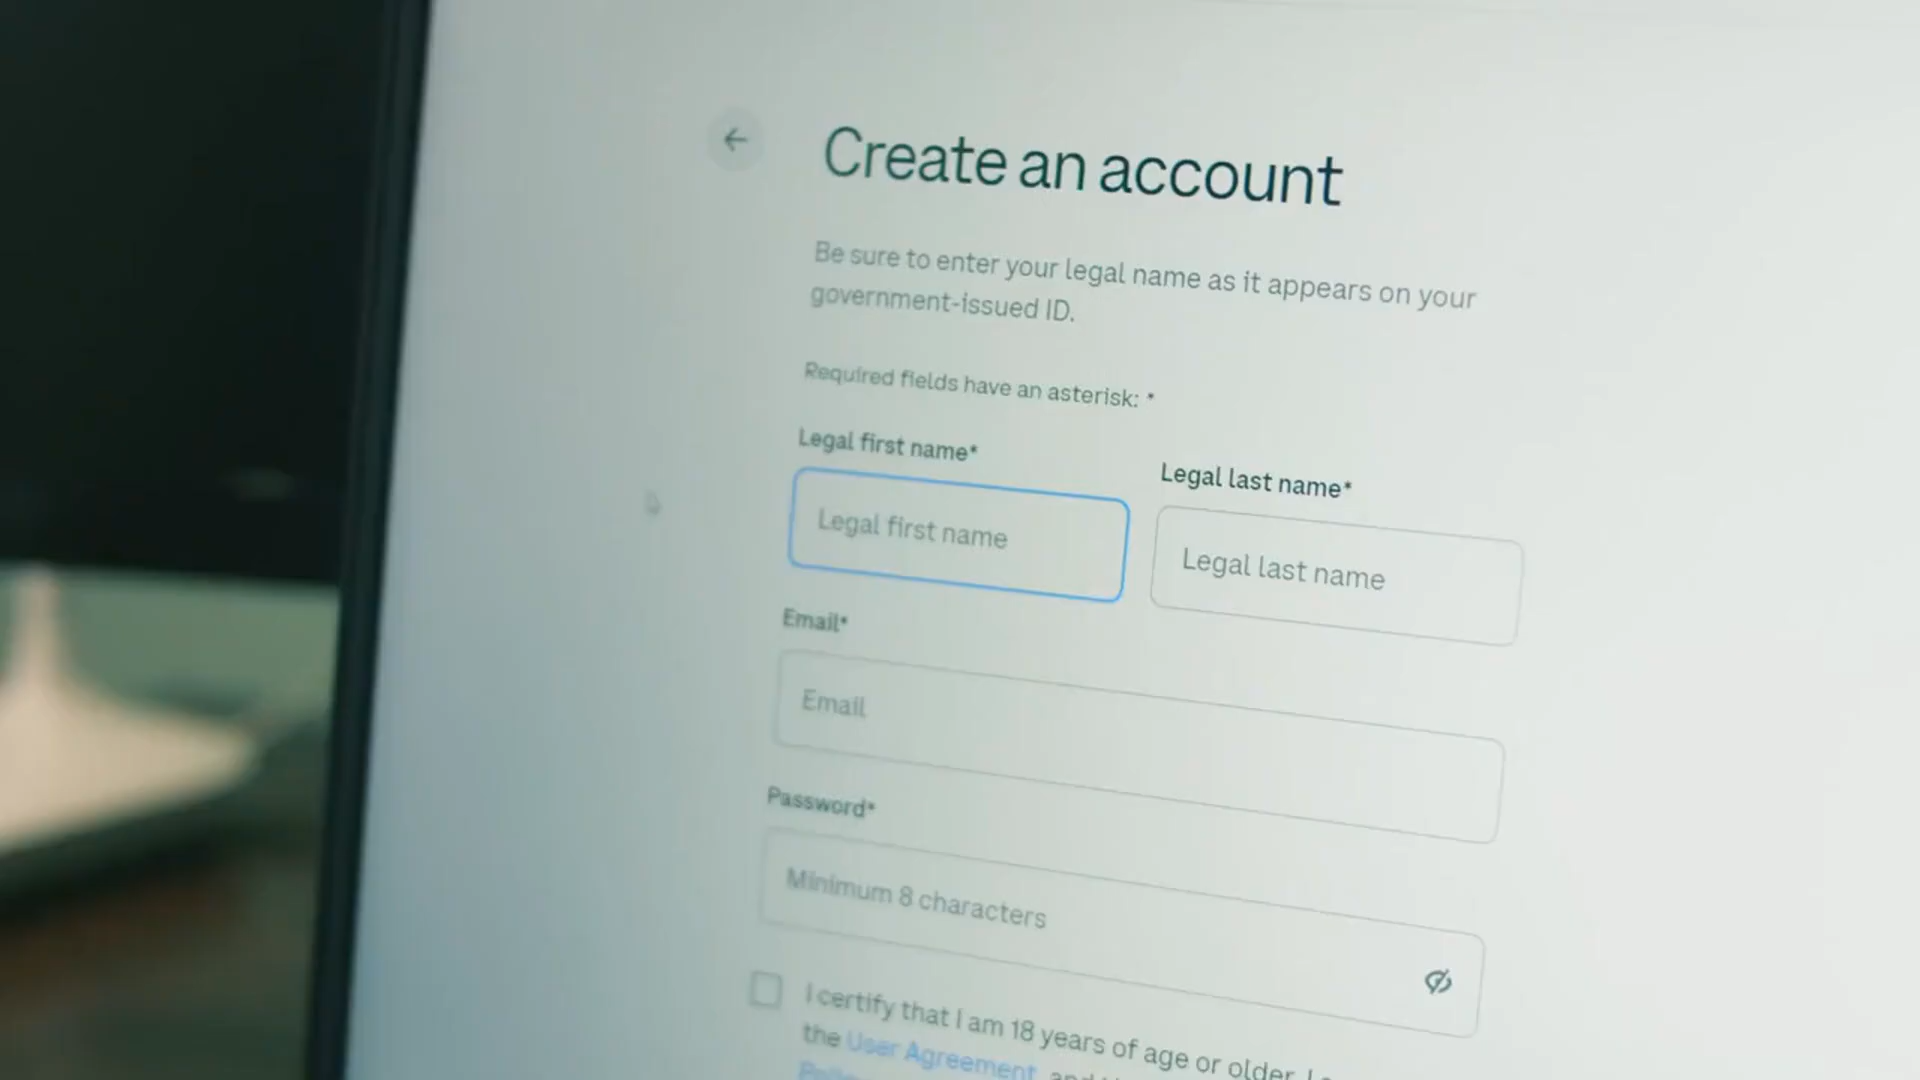 Create an account
Be sure to enter your legal name as it appears on your
government-issued ID.
Required fields have an asterisk: *
Legal first name*
Legal last name*
Legal first name
Legal last name
Email*
Email
Password*
Minimum 8 characters
I certify that I am 18 years of age or older, I
the User Agreement, and